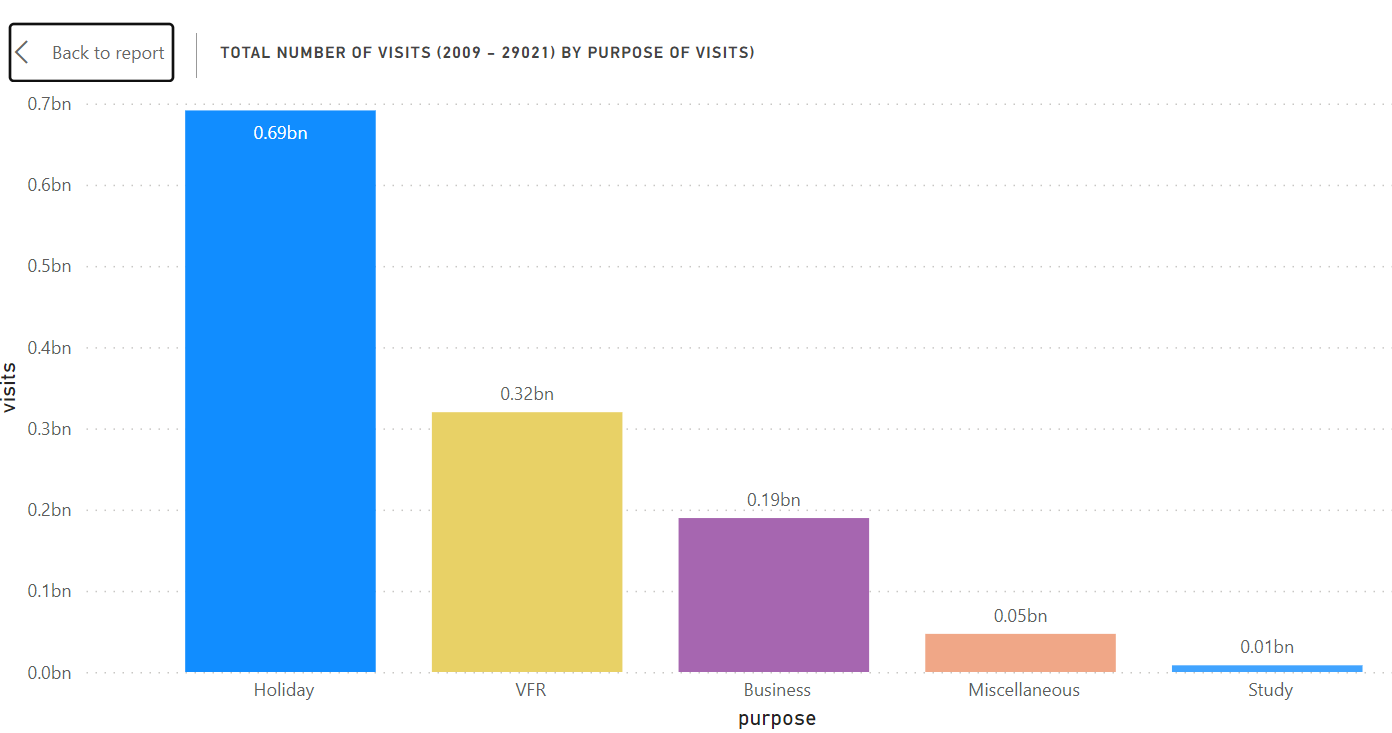 Back to report
TOTAL NUMBER OF VISITS (2009 – 29021) BY PURPOSE OF VISITS)
0.7bn
0.6bn
0.5bn
0.4bn
0.3bn
0.2bn
0.1bn
0.0bn
visits
0.69bn
0.32bn
0.19bn
0.05bn
0.01bn
Holiday VFR Business Miscellaneous Study
purpose